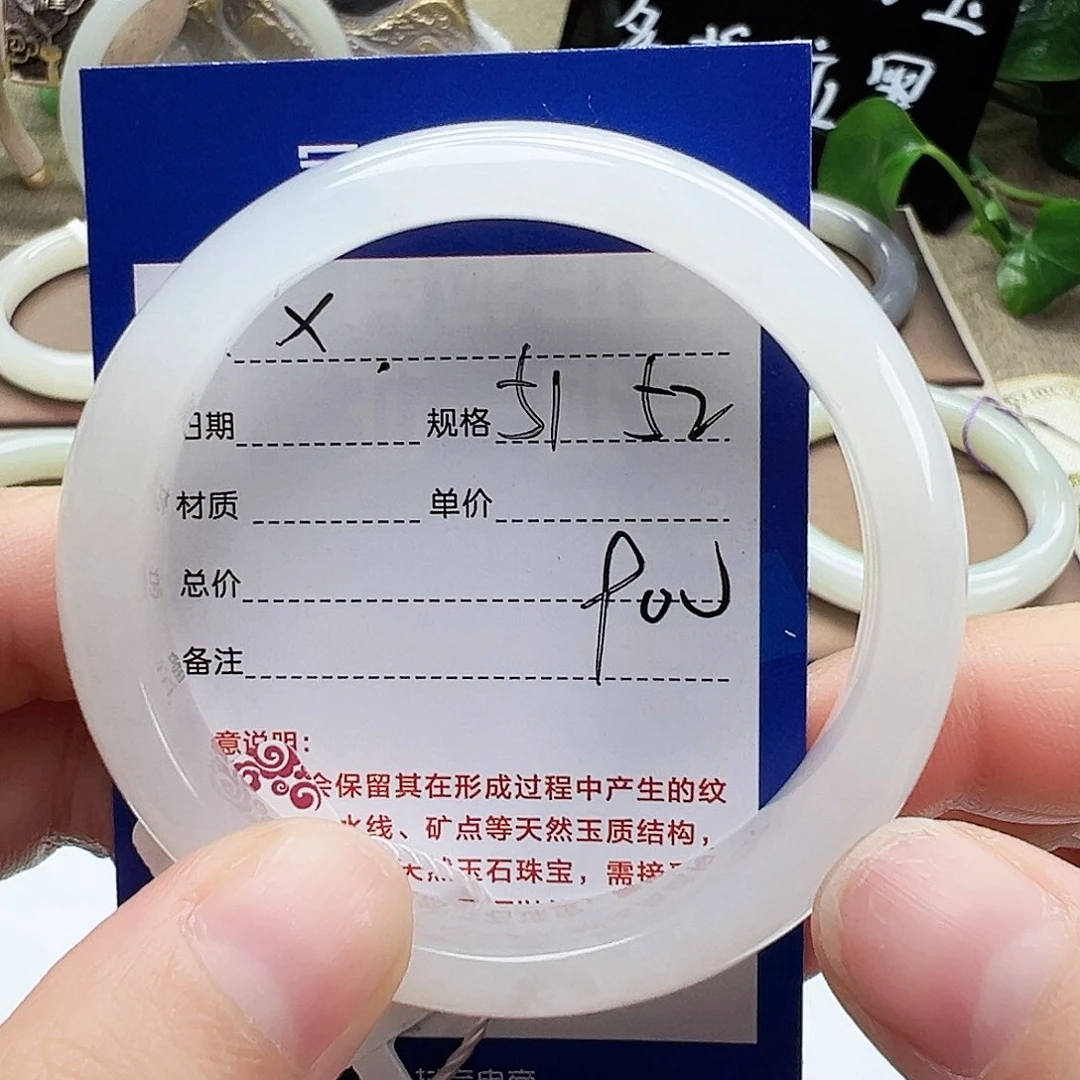 X
日期 规格 51 52
材质 单价
总价 900
备注
意说明:
会保留其在形成过程中产生的纹
水线、矿点等天然玉质结构,
天然玉石珠宝,需接